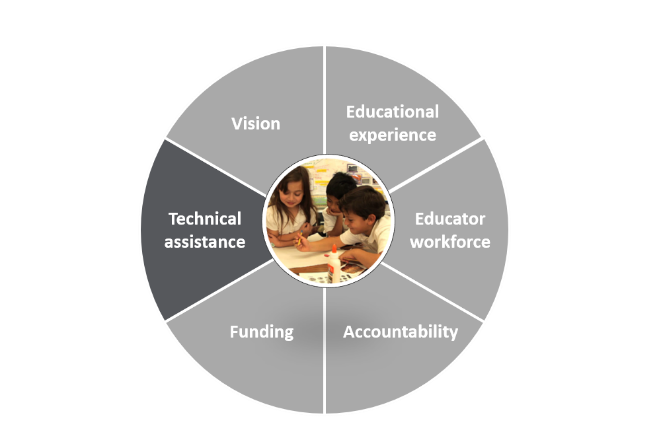 Vision
Educational
experience
Technical
assistance
Educator
workforce
Funding
Accountability